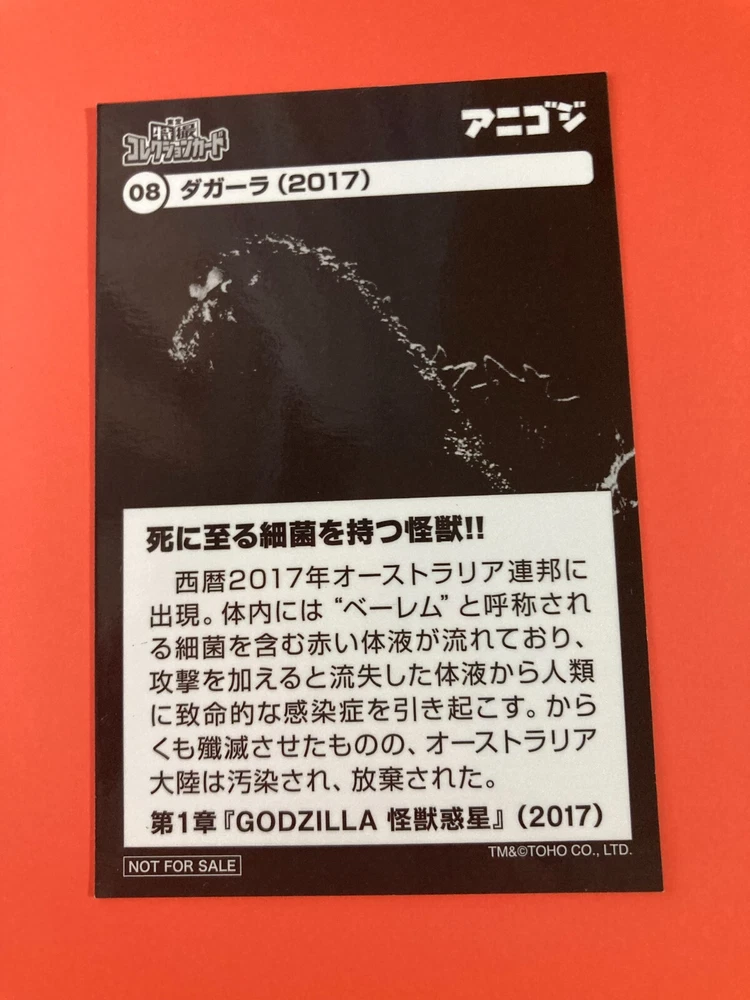 特撮
コレクションカード
アニゴジ
08 ダガーラ(2017)
死に至る細菌を持つ怪獣!!
西暦2017年オーストラリア連邦に
出現。体内には“ベーレム”と呼称され
る細菌を含む赤い体液が流れており、
攻撃を加えると流失した体液から人類
に致命的な感染症を引き起こす。から
くも殲滅させたものの、オーストラリア
大陸は汚染され、放棄された。
第1章『GODZILLA 怪獣惑星』(2017)
TM&©TOHO CO., LTD.
NOT FOR SALE